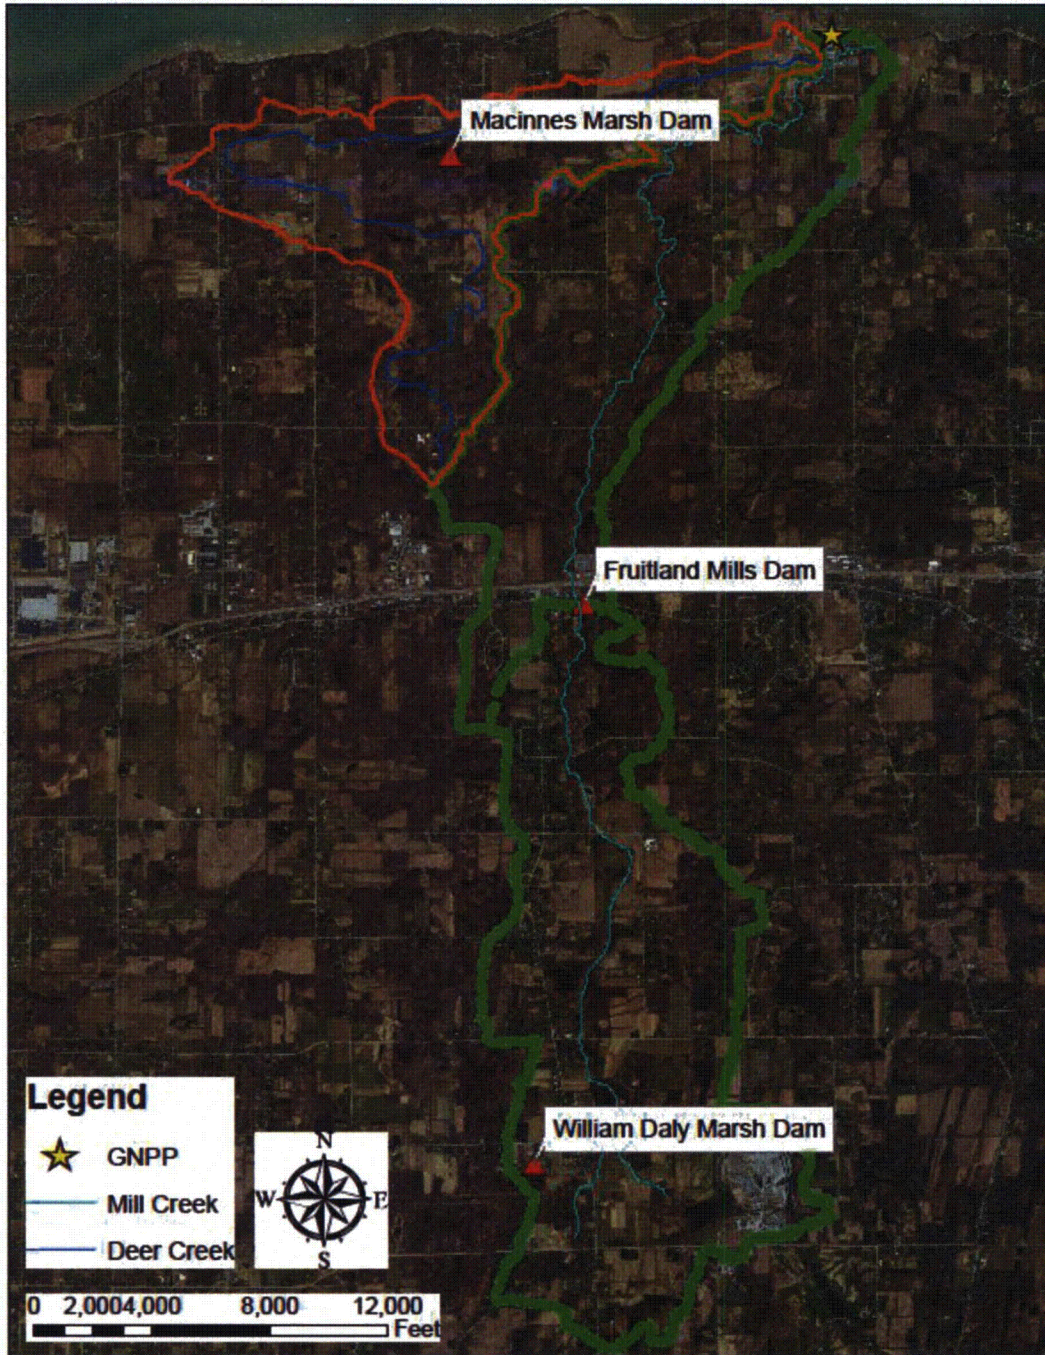 Macinnes Marsh Dam
Fruitland Mills Dam
William Daly Marsh Dam
Legend
GNPP
Mill Creek
Deer Creek
N
W E
S
0 2,0004,000 8,000 12,000
Feet